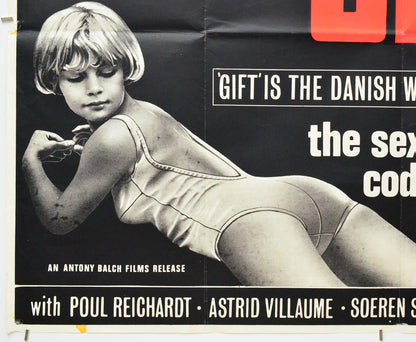 'GIFT' IS THE DANISH W
the sex
cod
AN ANTONY BALCH FILMS RELEASE
with POUL REICHARDT · ASTRID VILLAUME · SOEREN S